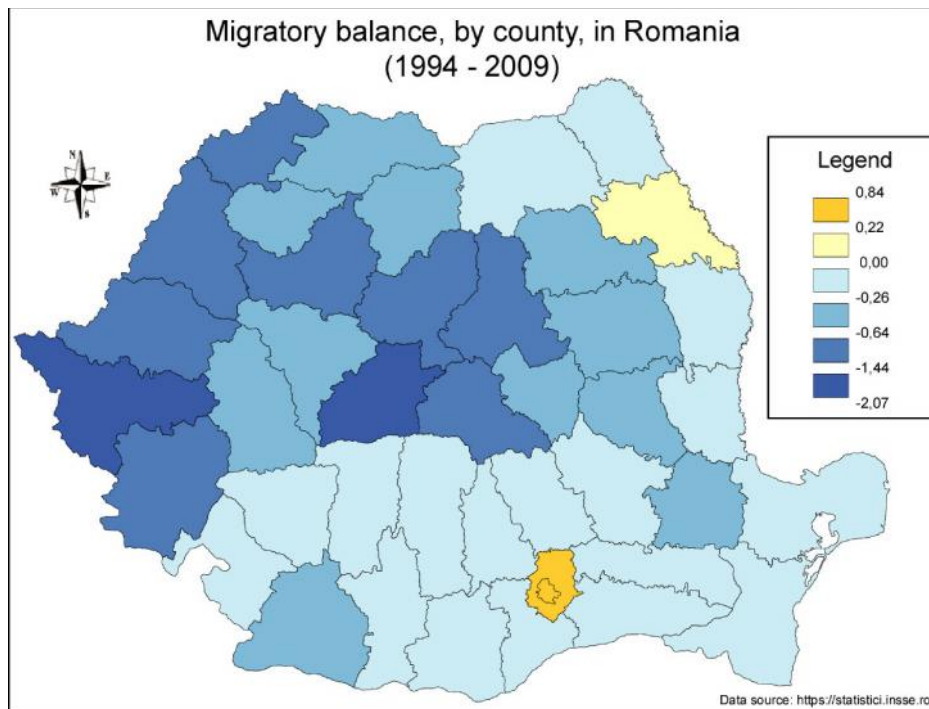 Migratory balance, by county, in Romania
(1994 - 2009)
N
W E
S
Legend
0,84
0,22
0,00
-0,26
-0,64
-1,44
-2,07
Data source: https://statistici.insse.ro